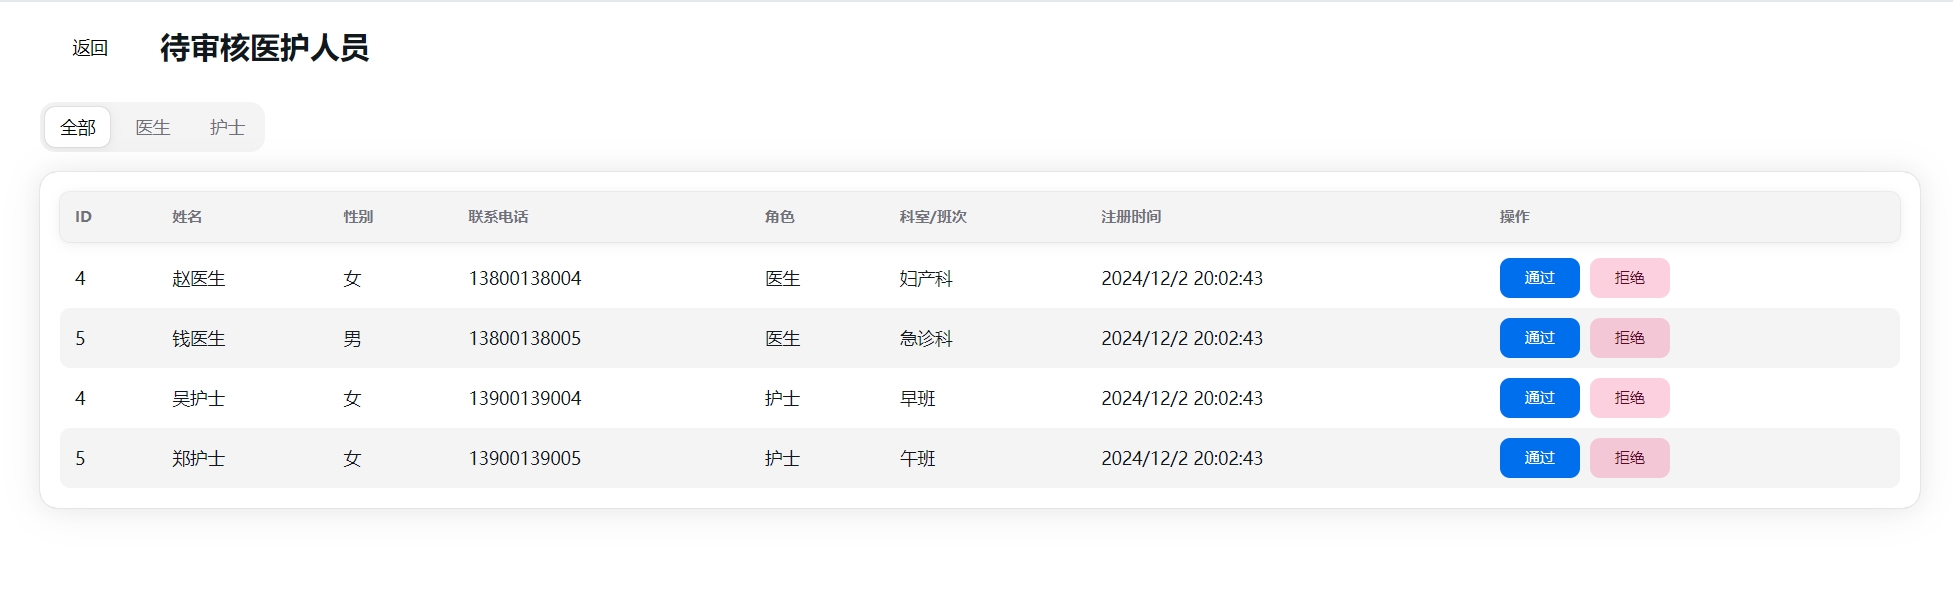 返回 待审核医护人员
全部 医生 护士
ID 姓名 性别 联系电话 角色 科室/班次 注册时间 操作
4 赵医生 女 13800138004 医生 妇产科 2024/12/2 20:02:43 通过 拒绝
5 钱医生 男 13800138005 医生 急诊科 2024/12/2 20:02:43 通过 拒绝
4 吴护士 女 13900139004 护士 早班 2024/12/2 20:02:43 通过 拒绝
5 郑护士 女 13900139005 护士 午班 2024/12/2 20:02:43 通过 拒绝